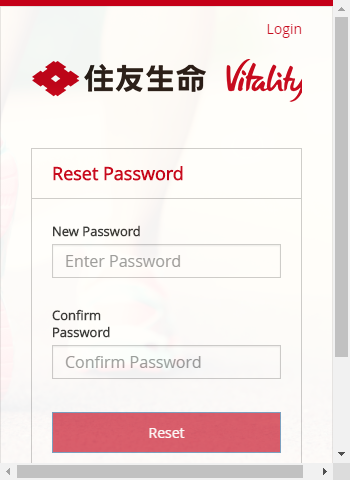 Login
住友生命 Vitality
Reset Password
New Password
Enter Password
Confirm
Password
Confirm Password
Reset